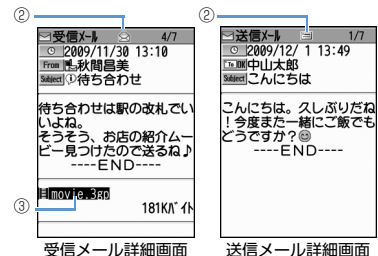 ②
受信メール 4/7
2009/11/30 13:10
From 秋間昌美
Subject 待ち合わせ
待ち合わせは駅の改札でい
いよね。
そうそう、お店の紹介ムー
ビー見つけたので送るね♪
----END----
③
movie.3gp
181Kバイト
受信メール詳細画面
②
送信メール 1/7
2009/12/ 1 13:49
To 中山太郎
Subject こんにちは
こんにちは。久しぶりだね
！今度また一緒にご飯でも
どうですか？
----END----
送信メール詳細画面